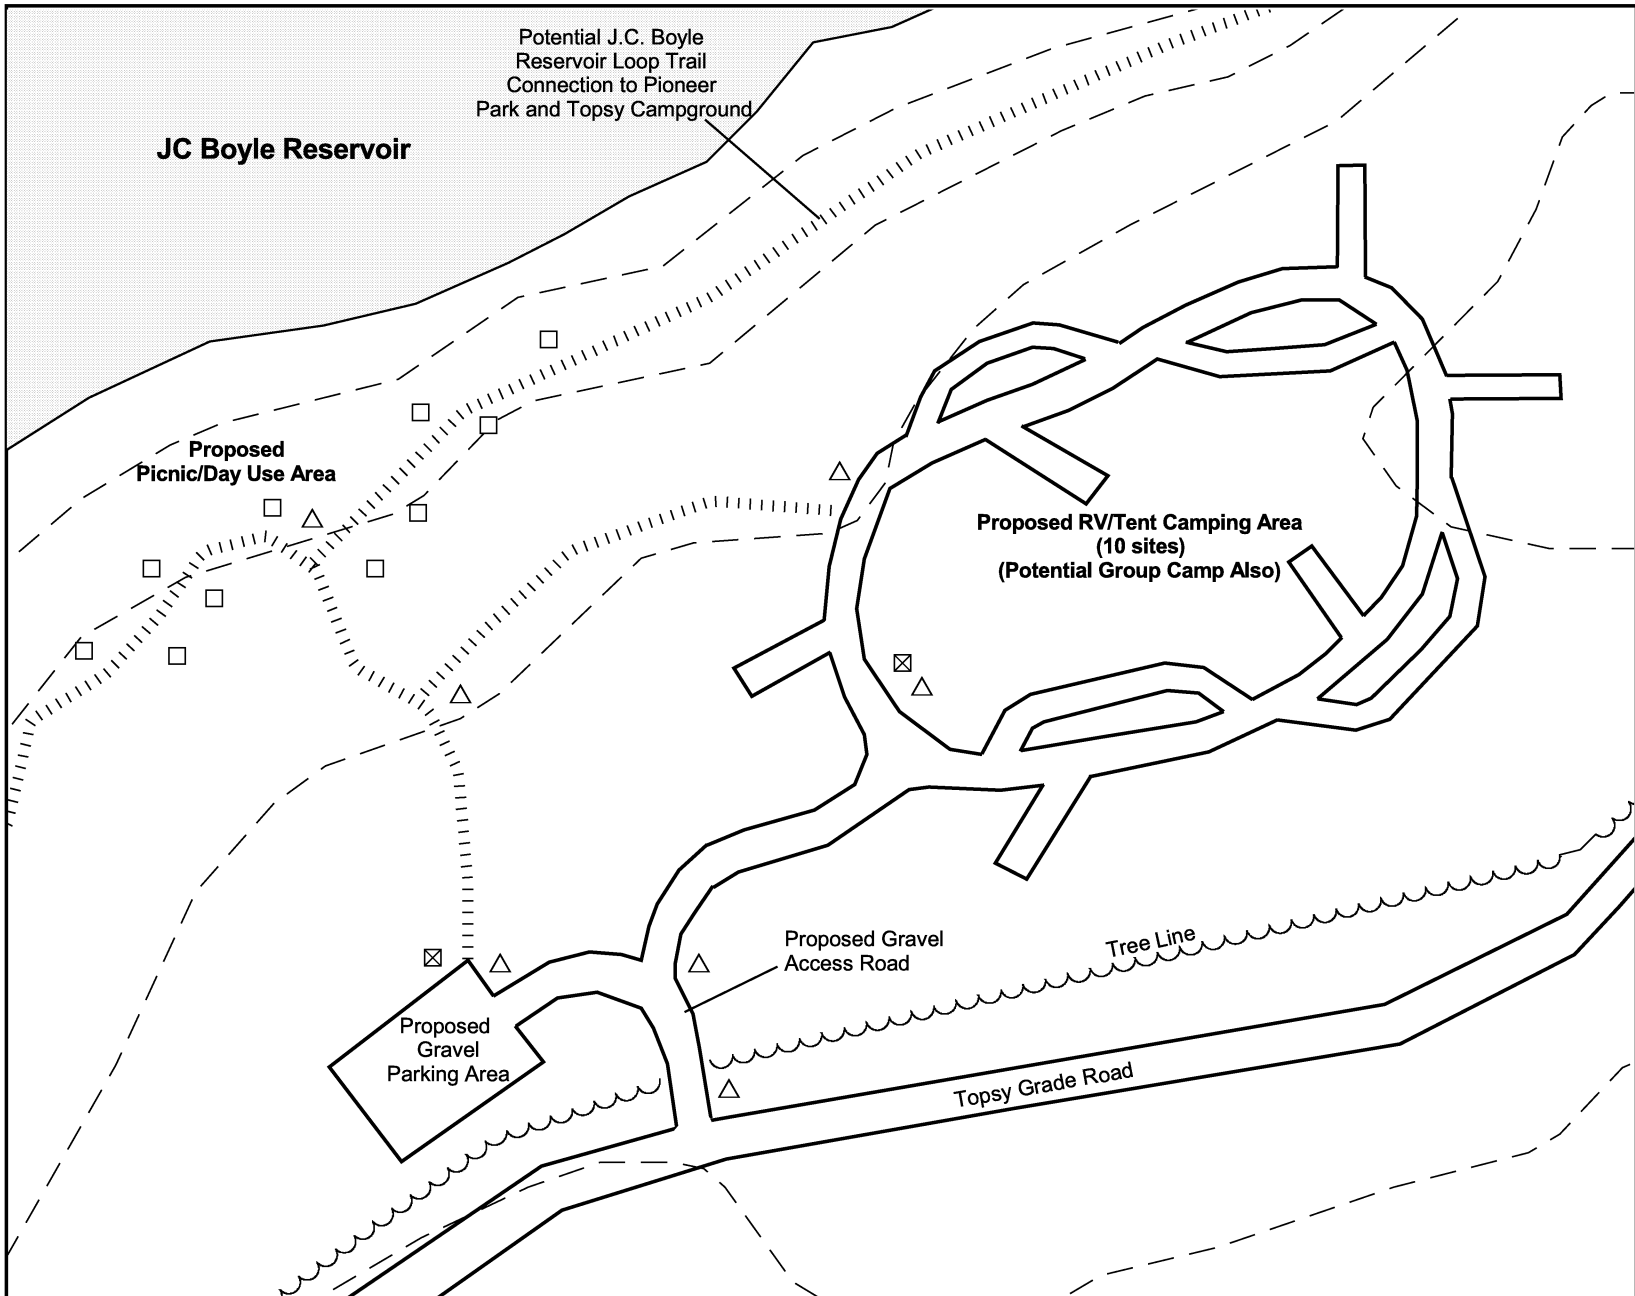 Potential J.C. Boyle
Reservoir Loop Trail
Connection to Pioneer
Park and Topsy Campground
JC Boyle Reservoir
Proposed
Picnic/Day Use Area
Proposed RV/Tent Camping Area
(10 sites)
(Potential Group Camp Also)
Proposed Gravel
Access Road
Tree Line
Proposed
Gravel
Parking Area
Topsy Grade Road